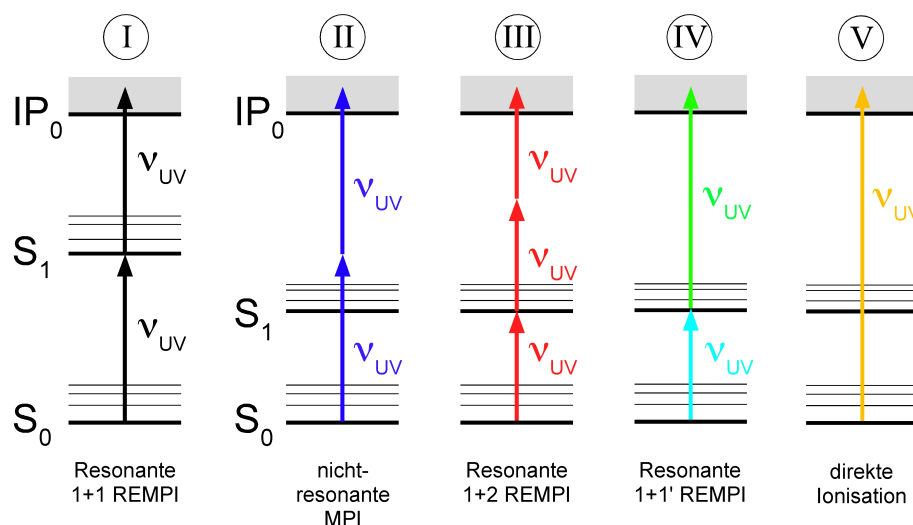 I
II
III
IV
V
IP0
νUV
νUV
νUV
νUV
νUV
S1
νUV
νUV
S1
νUV
νUV
νUV
S0
S0
Resonante
1+1 REMPI
nicht-
resonante
MPI
Resonante
1+2 REMPI
Resonante
1+1' REMPI
direkte
Ionisation